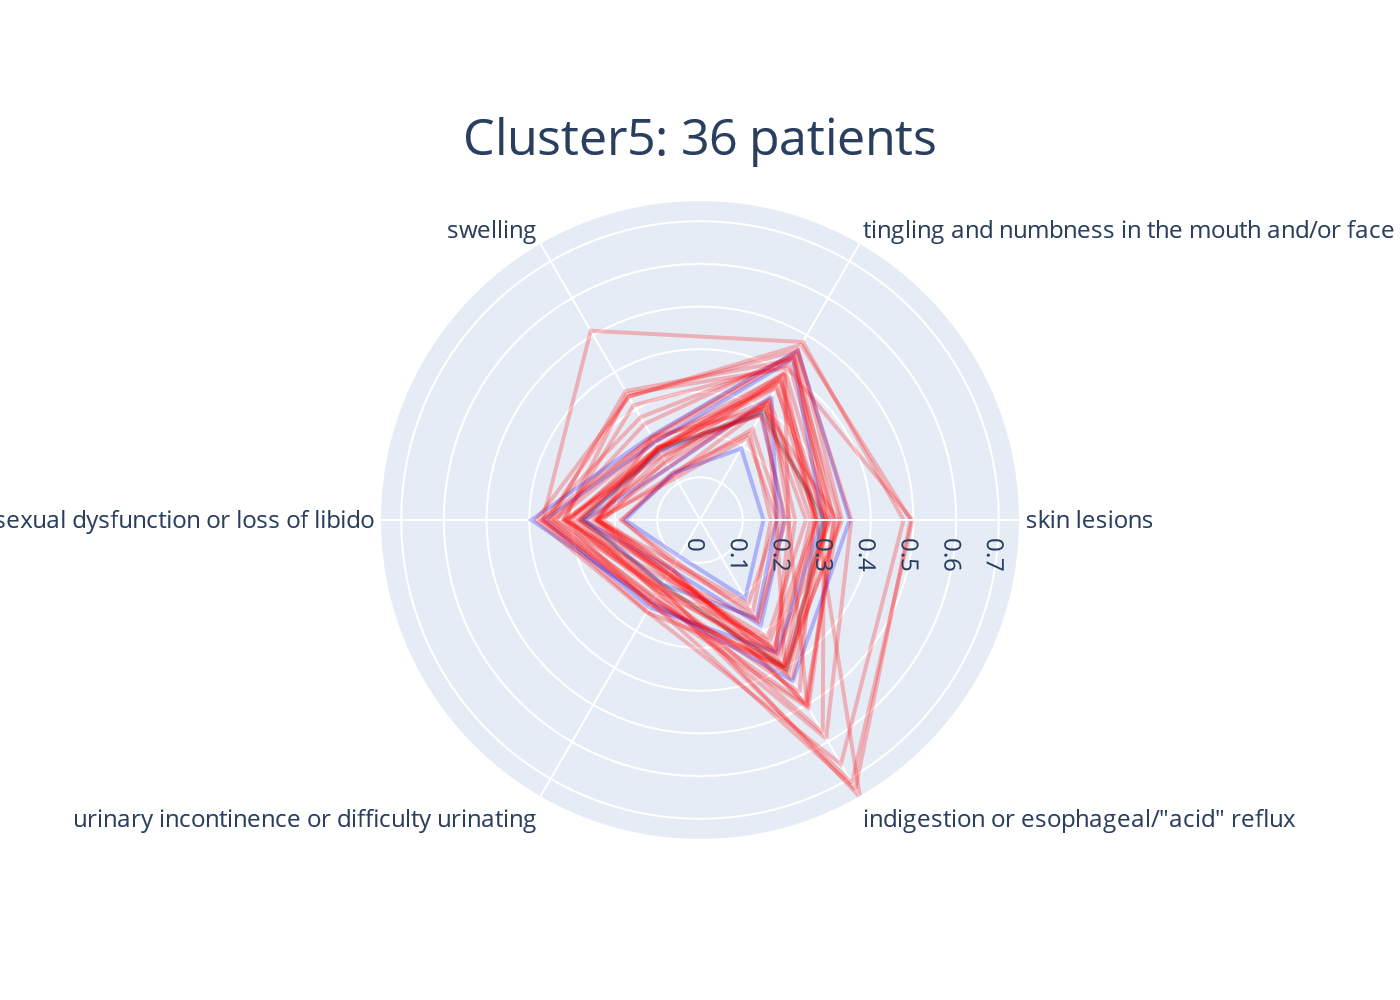 Cluster5: 36 patients
swelling
tingling and numbness in the mouth and/or face
sexual dysfunction or loss of libido
skin lesions
0
0.1
0.2
0.3
0.4
0.5
0.6
0.7
urinary incontinence or difficulty urinating
indigestion or esophageal/"acid" reflux